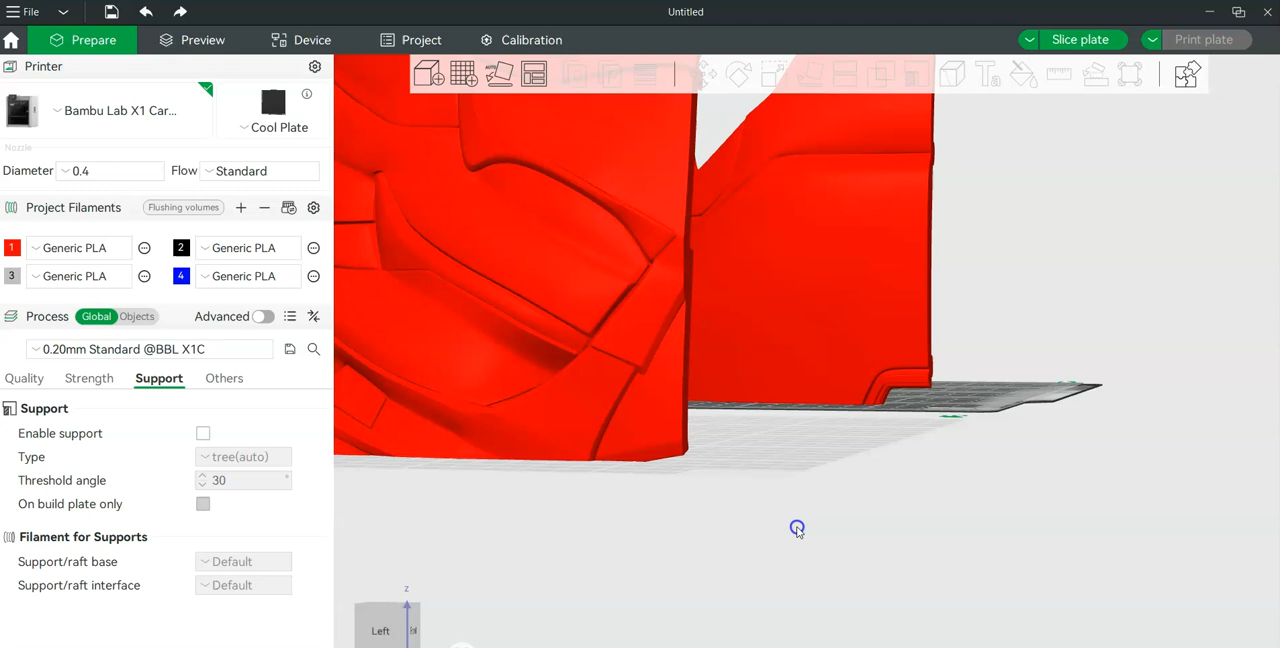 File
Untitled
Prepare
Preview
Device
Project
Calibration
Slice plate
Print plate
Printer
Bambu Lab X1 Car...
Cool Plate
Nozzle
Diameter 0.4 Flow Standard
Project Filaments Flushing volumes
1 Generic PLA 2 Generic PLA
3 Generic PLA 4 Generic PLA
Process Global Objects Advanced
0.20mm Standard @BBL X1C
Quality Strength Support Others
Support
Enable support
Type tree(auto)
Threshold angle 30 °
On build plate only
Filament for Supports
Support/raft base Default
Support/raft interface Default
z
Left